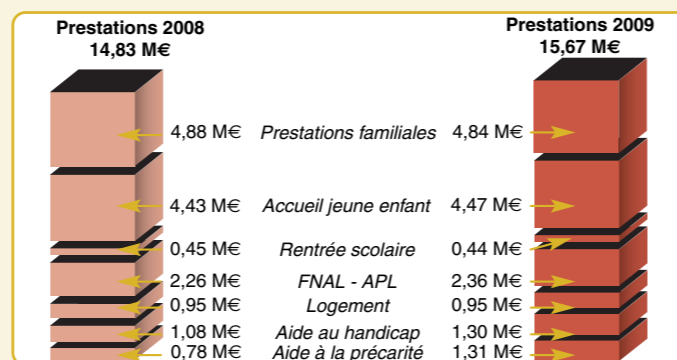 Prestations 2008
14,83 M€
Prestations 2009
15,67 M€
4,88 M€ Prestations familiales 4,84 M€
4,43 M€ Accueil jeune enfant 4,47 M€
0,45 M€ Rentrée scolaire 0,44 M€
2,26 M€ FNAL - APL 2,36 M€
0,95 M€ Logement 0,95 M€
1,08 M€ Aide au handicap 1,30 M€
0,78 M€ Aide à la précarité 1,31 M€